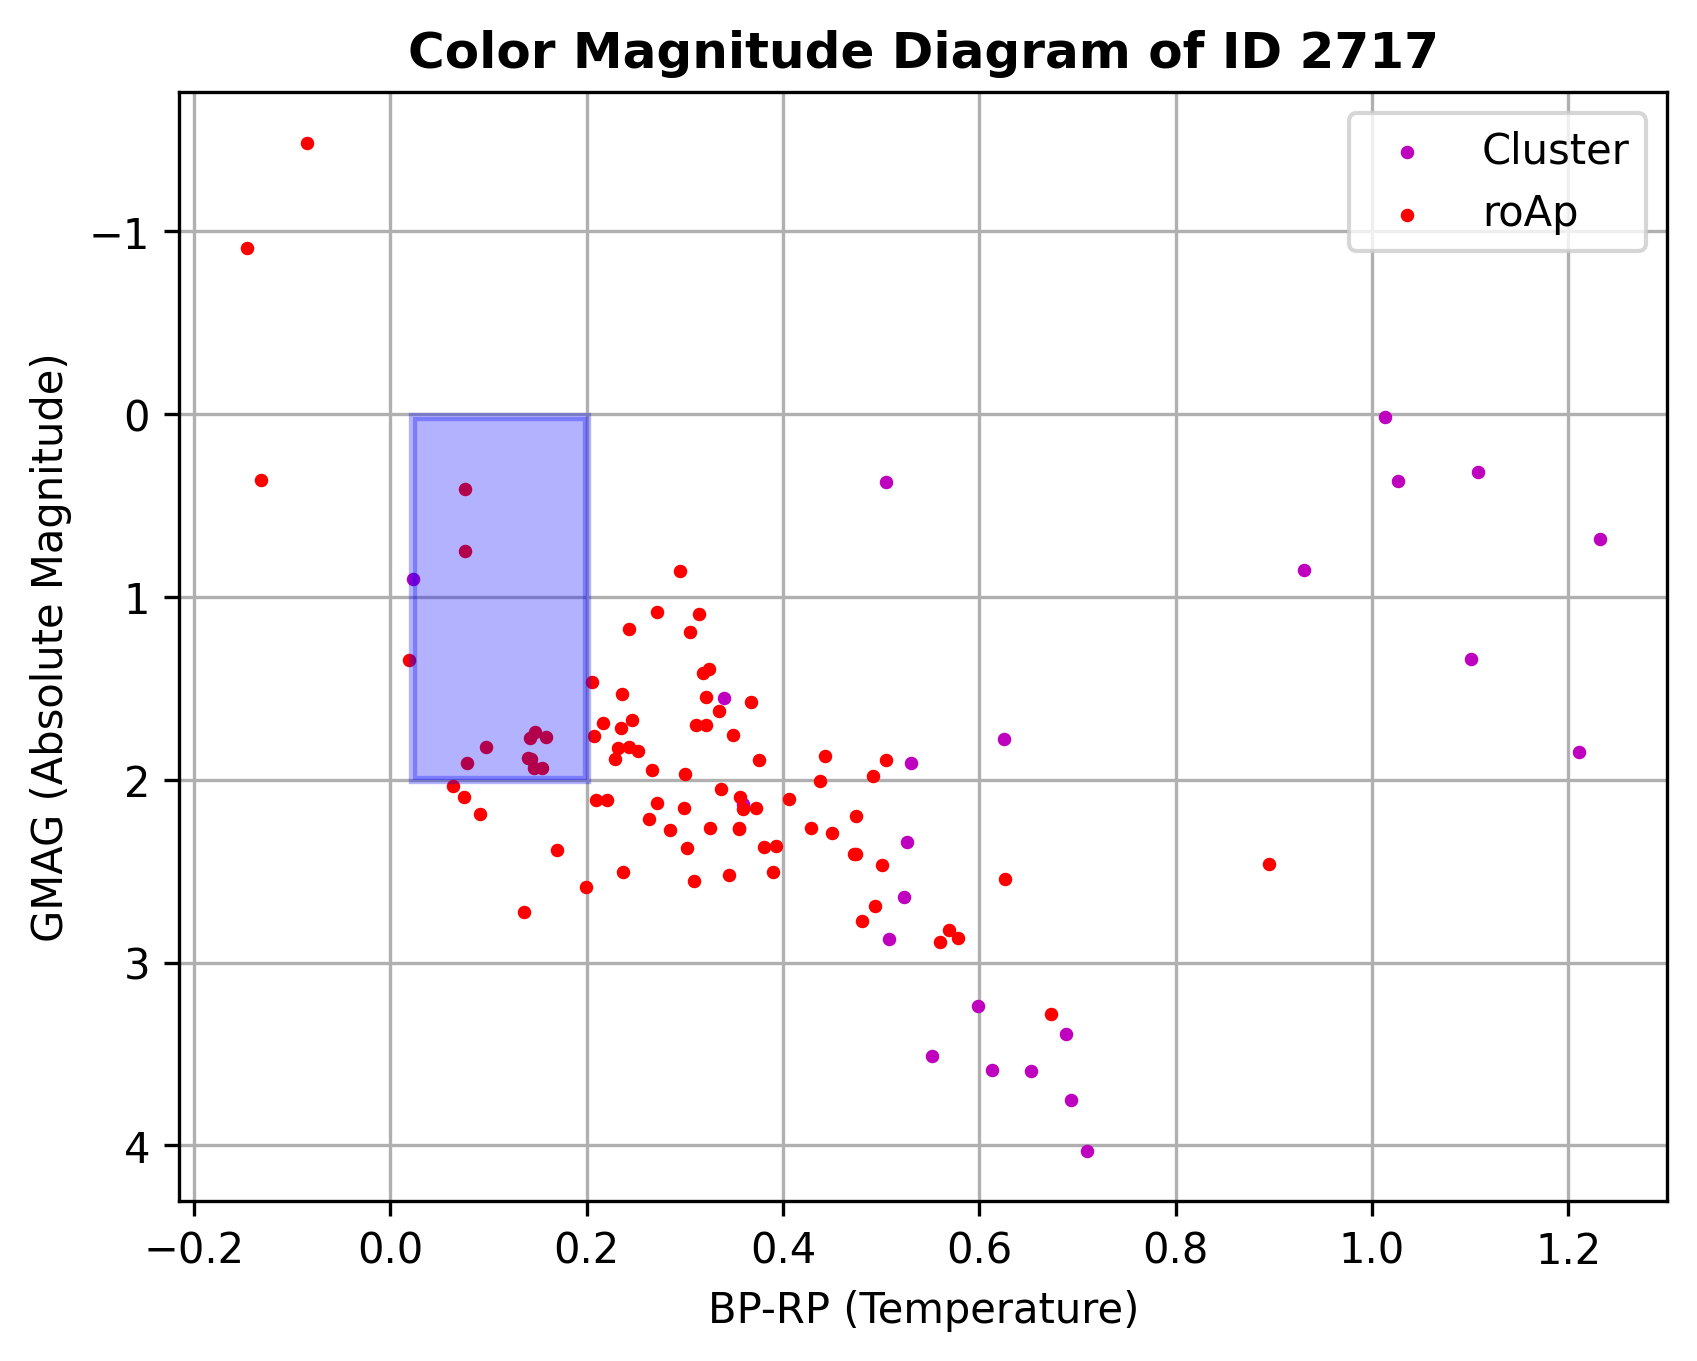 Color Magnitude Diagram of ID 2717
Cluster
roAp
−1
0
1
2
3
4
GMAG (Absolute Magnitude)
−0.2 0.0 0.2 0.4 0.6 0.8 1.0 1.2
BP-RP (Temperature)